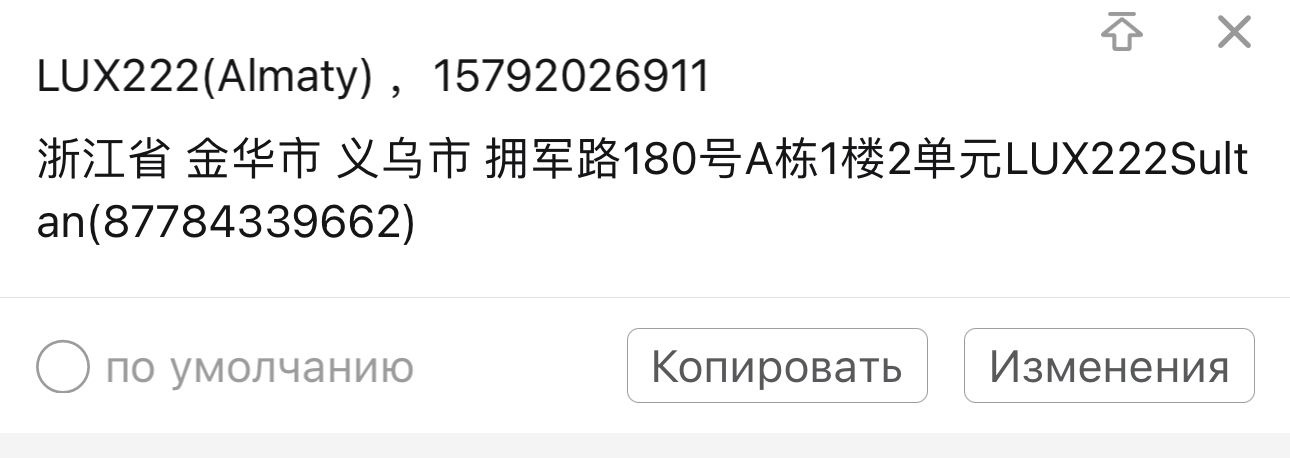 LUX222(Almaty)，15792026911
浙江省 金华市 义乌市 拥军路180号A栋1楼2单元LUX222Sult
an(87784339662)
по умолчанию
Копировать
Изменения